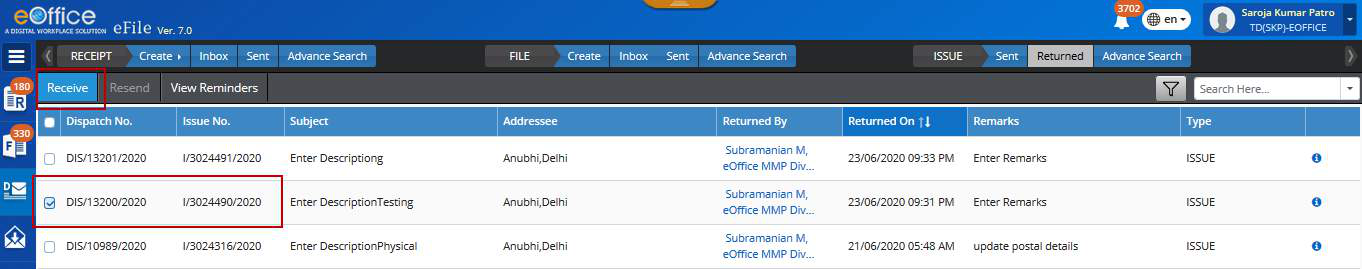 eOffice
A DIGITAL WORKPLACE SOLUTION
eFile Ver. 7.0
3702
en
Saroja Kumar Patro
TD(SKP)-EOFFICE
RECEIPT Create Inbox Sent Advance Search FILE Create Inbox Sent Advance Search ISSUE Sent Returned Advance Search
180
R
330
F
D
Receive Resend View Reminders Search Here...
Dispatch No. Issue No. Subject Addressee Returned By Returned On Remarks Type
DIS/13201/2020 I/3024491/2020 Enter Descriptiong Anubhi,Delhi Subramanian M, 23/06/2020 09:33 PM Enter Remarks ISSUE
eOffice MMP Div...
DIS/13200/2020 I/3024490/2020 Enter DescriptionTesting Anubhi,Delhi Subramanian M, 23/06/2020 09:31 PM Enter Remarks ISSUE
eOffice MMP Div...
DIS/10989/2020 I/3024316/2020 Enter DescriptionPhysical Anubhi,Delhi Subramanian M, 21/06/2020 05:48 AM update postal details ISSUE
eOffice MMP Div...